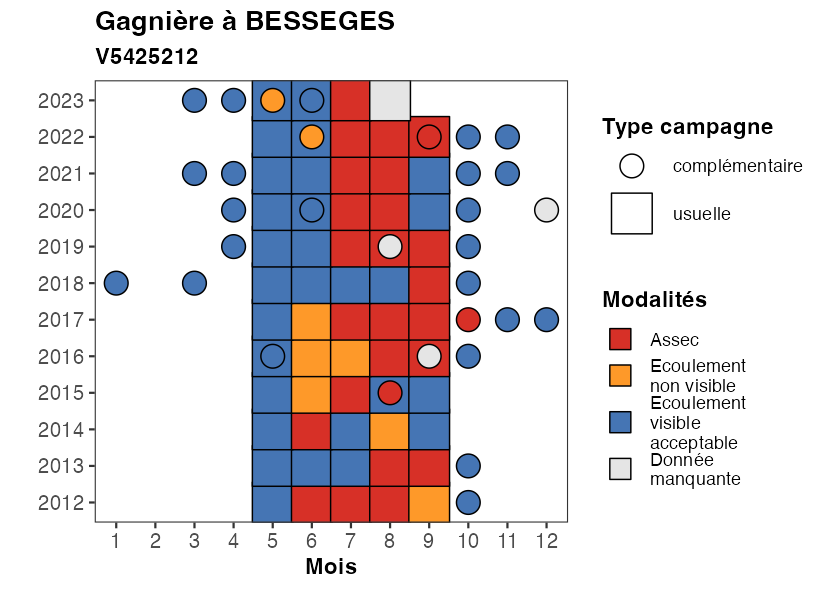 Gagnière à BESSEGES
V5425212
2023
2022
2021
2020
2019
2018
2017
2016
2015
2014
2013
2012
1 2 3 4 5 6 7 8 9 10 11 12
Mois
Type campagne
complémentaire
usuelle
Modalités
Assec
Ecoulement
non visible
Ecoulement
visible
acceptable
Donnée
manquante